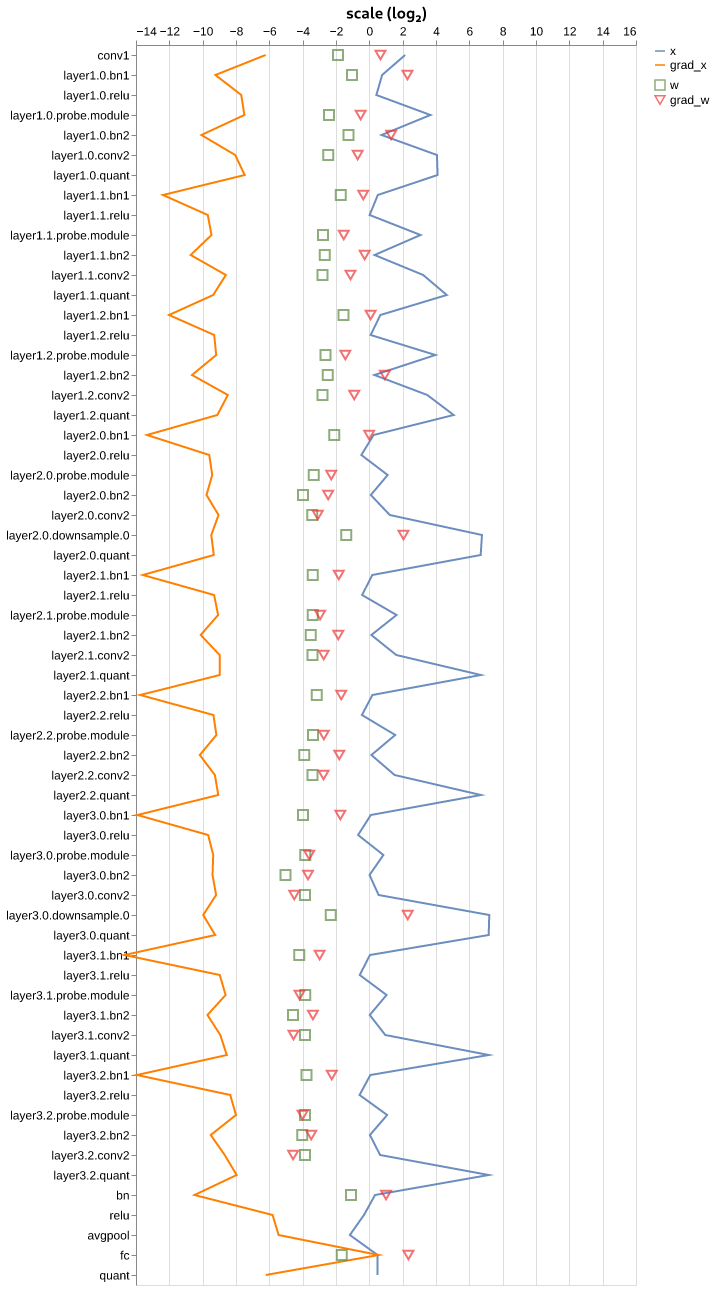 scale (log₂)
−14 −12 −10 −8 −6 −4 −2 0 2 4 6 8 10 12 14 16
x
grad_x
w
grad_w
conv1
layer1.0.bn1
layer1.0.relu
layer1.0.probe.module
layer1.0.bn2
layer1.0.conv2
layer1.0.quant
layer1.1.bn1
layer1.1.relu
layer1.1.probe.module
layer1.1.bn2
layer1.1.conv2
layer1.1.quant
layer1.2.bn1
layer1.2.relu
layer1.2.probe.module
layer1.2.bn2
layer1.2.conv2
layer1.2.quant
layer2.0.bn1
layer2.0.relu
layer2.0.probe.module
layer2.0.bn2
layer2.0.conv2
layer2.0.downsample.0
layer2.0.quant
layer2.1.bn1
layer2.1.relu
layer2.1.probe.module
layer2.1.bn2
layer2.1.conv2
layer2.1.quant
layer2.2.bn1
layer2.2.relu
layer2.2.probe.module
layer2.2.bn2
layer2.2.conv2
layer2.2.quant
layer3.0.bn1
layer3.0.relu
layer3.0.probe.module
layer3.0.bn2
layer3.0.conv2
layer3.0.downsample.0
layer3.0.quant
layer3.1.bn1
layer3.1.relu
layer3.1.probe.module
layer3.1.bn2
layer3.1.conv2
layer3.1.quant
layer3.2.bn1
layer3.2.relu
layer3.2.probe.module
layer3.2.bn2
layer3.2.conv2
layer3.2.quant
bn
relu
avgpool
fc
quant